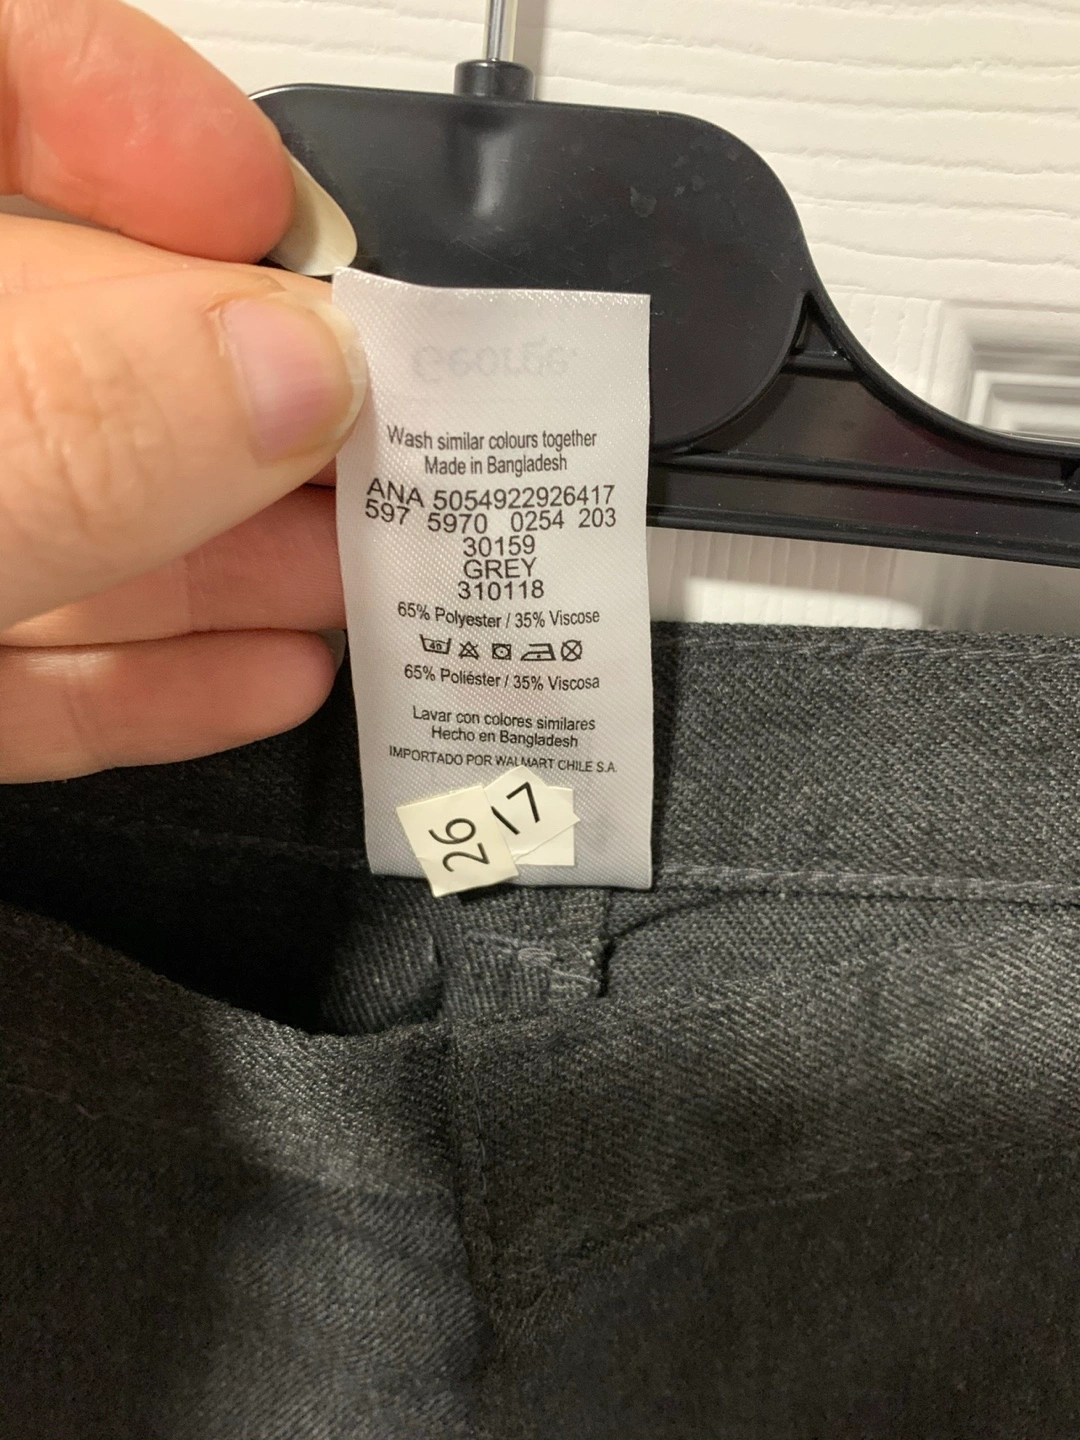 Wash similar colours together
Made in Bangladesh
ANA 5054922926417
597 5970 0254 203
30159
GREY
310118
65% Polyester / 35% Viscose
40
65% Poliéster / 35% Viscosa
Lavar con colores similares
Hecho en Bangladesh
IMPORTADO POR WALMART CHILE S.A.
26
17